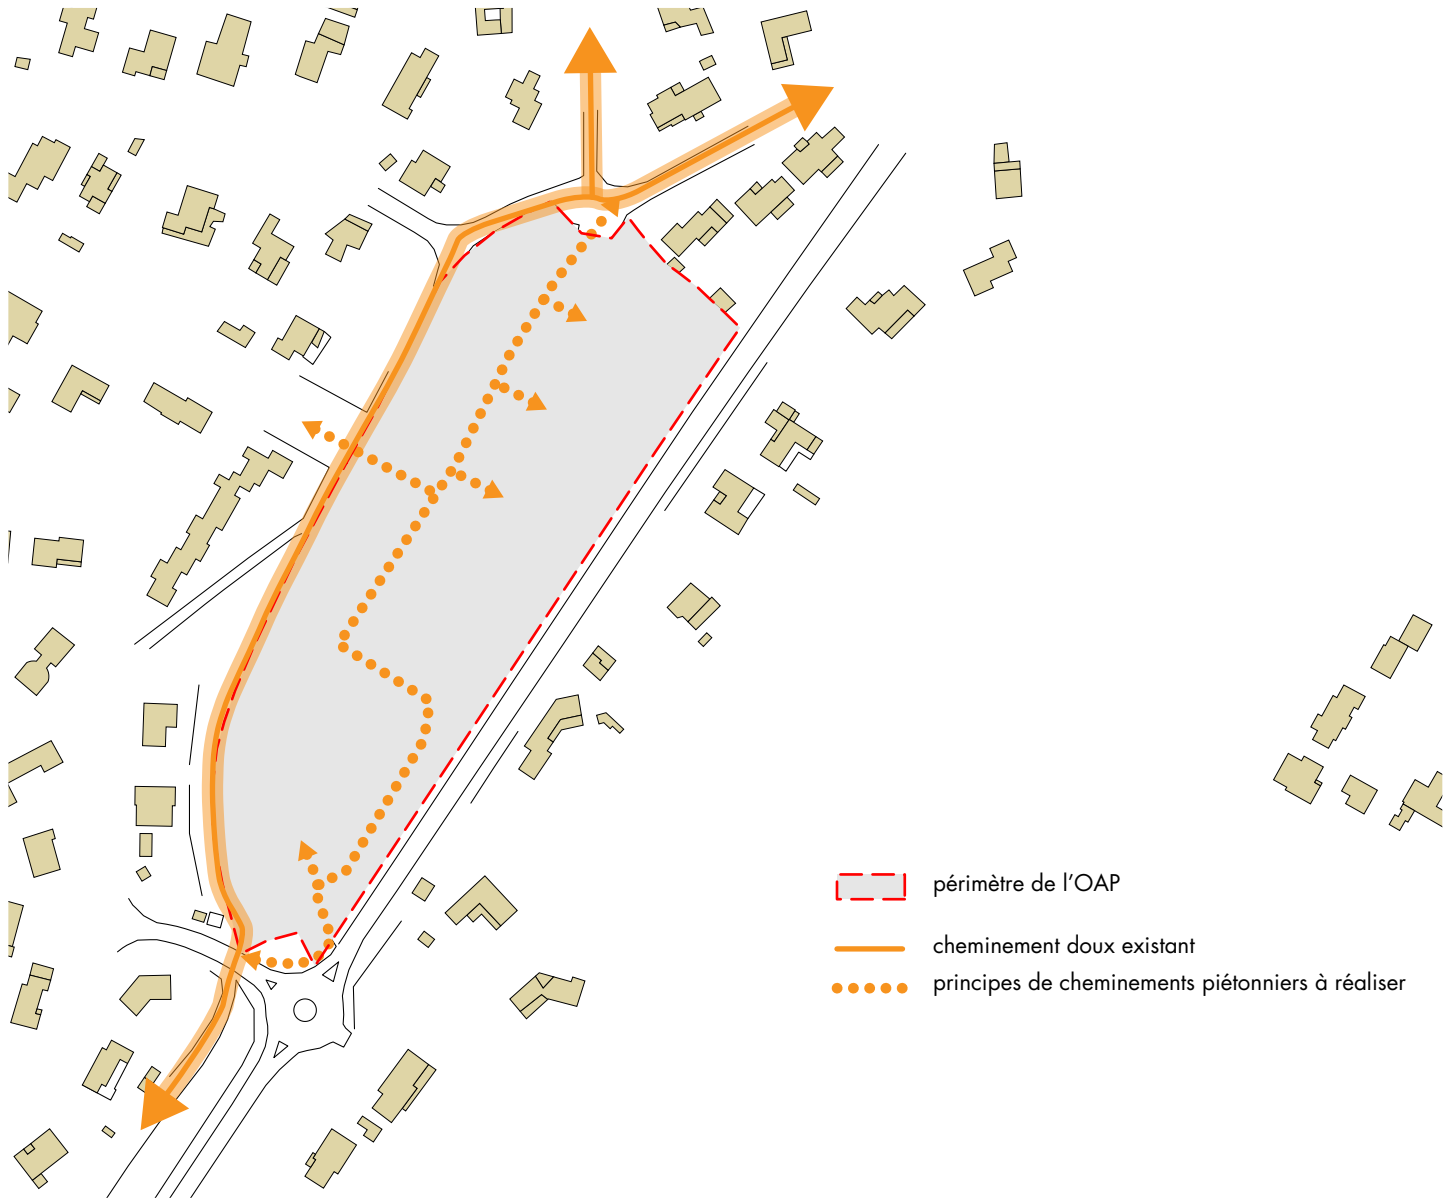 périmètre de l'OAP
cheminement doux existant
principes de cheminements piétonniers à réaliser